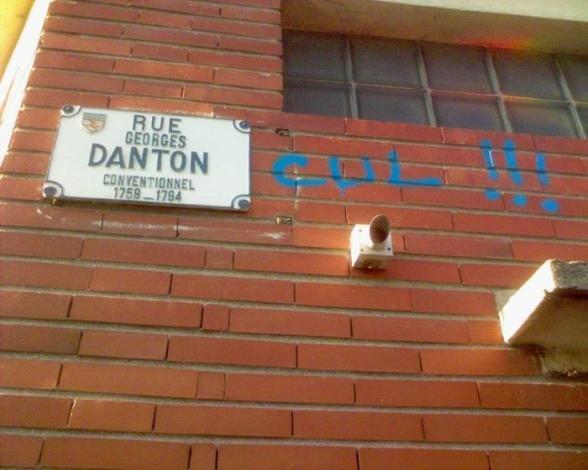 RUE
GEORGES
DANTON
CONVENTIONNEL
1759_1794
CUL !!!